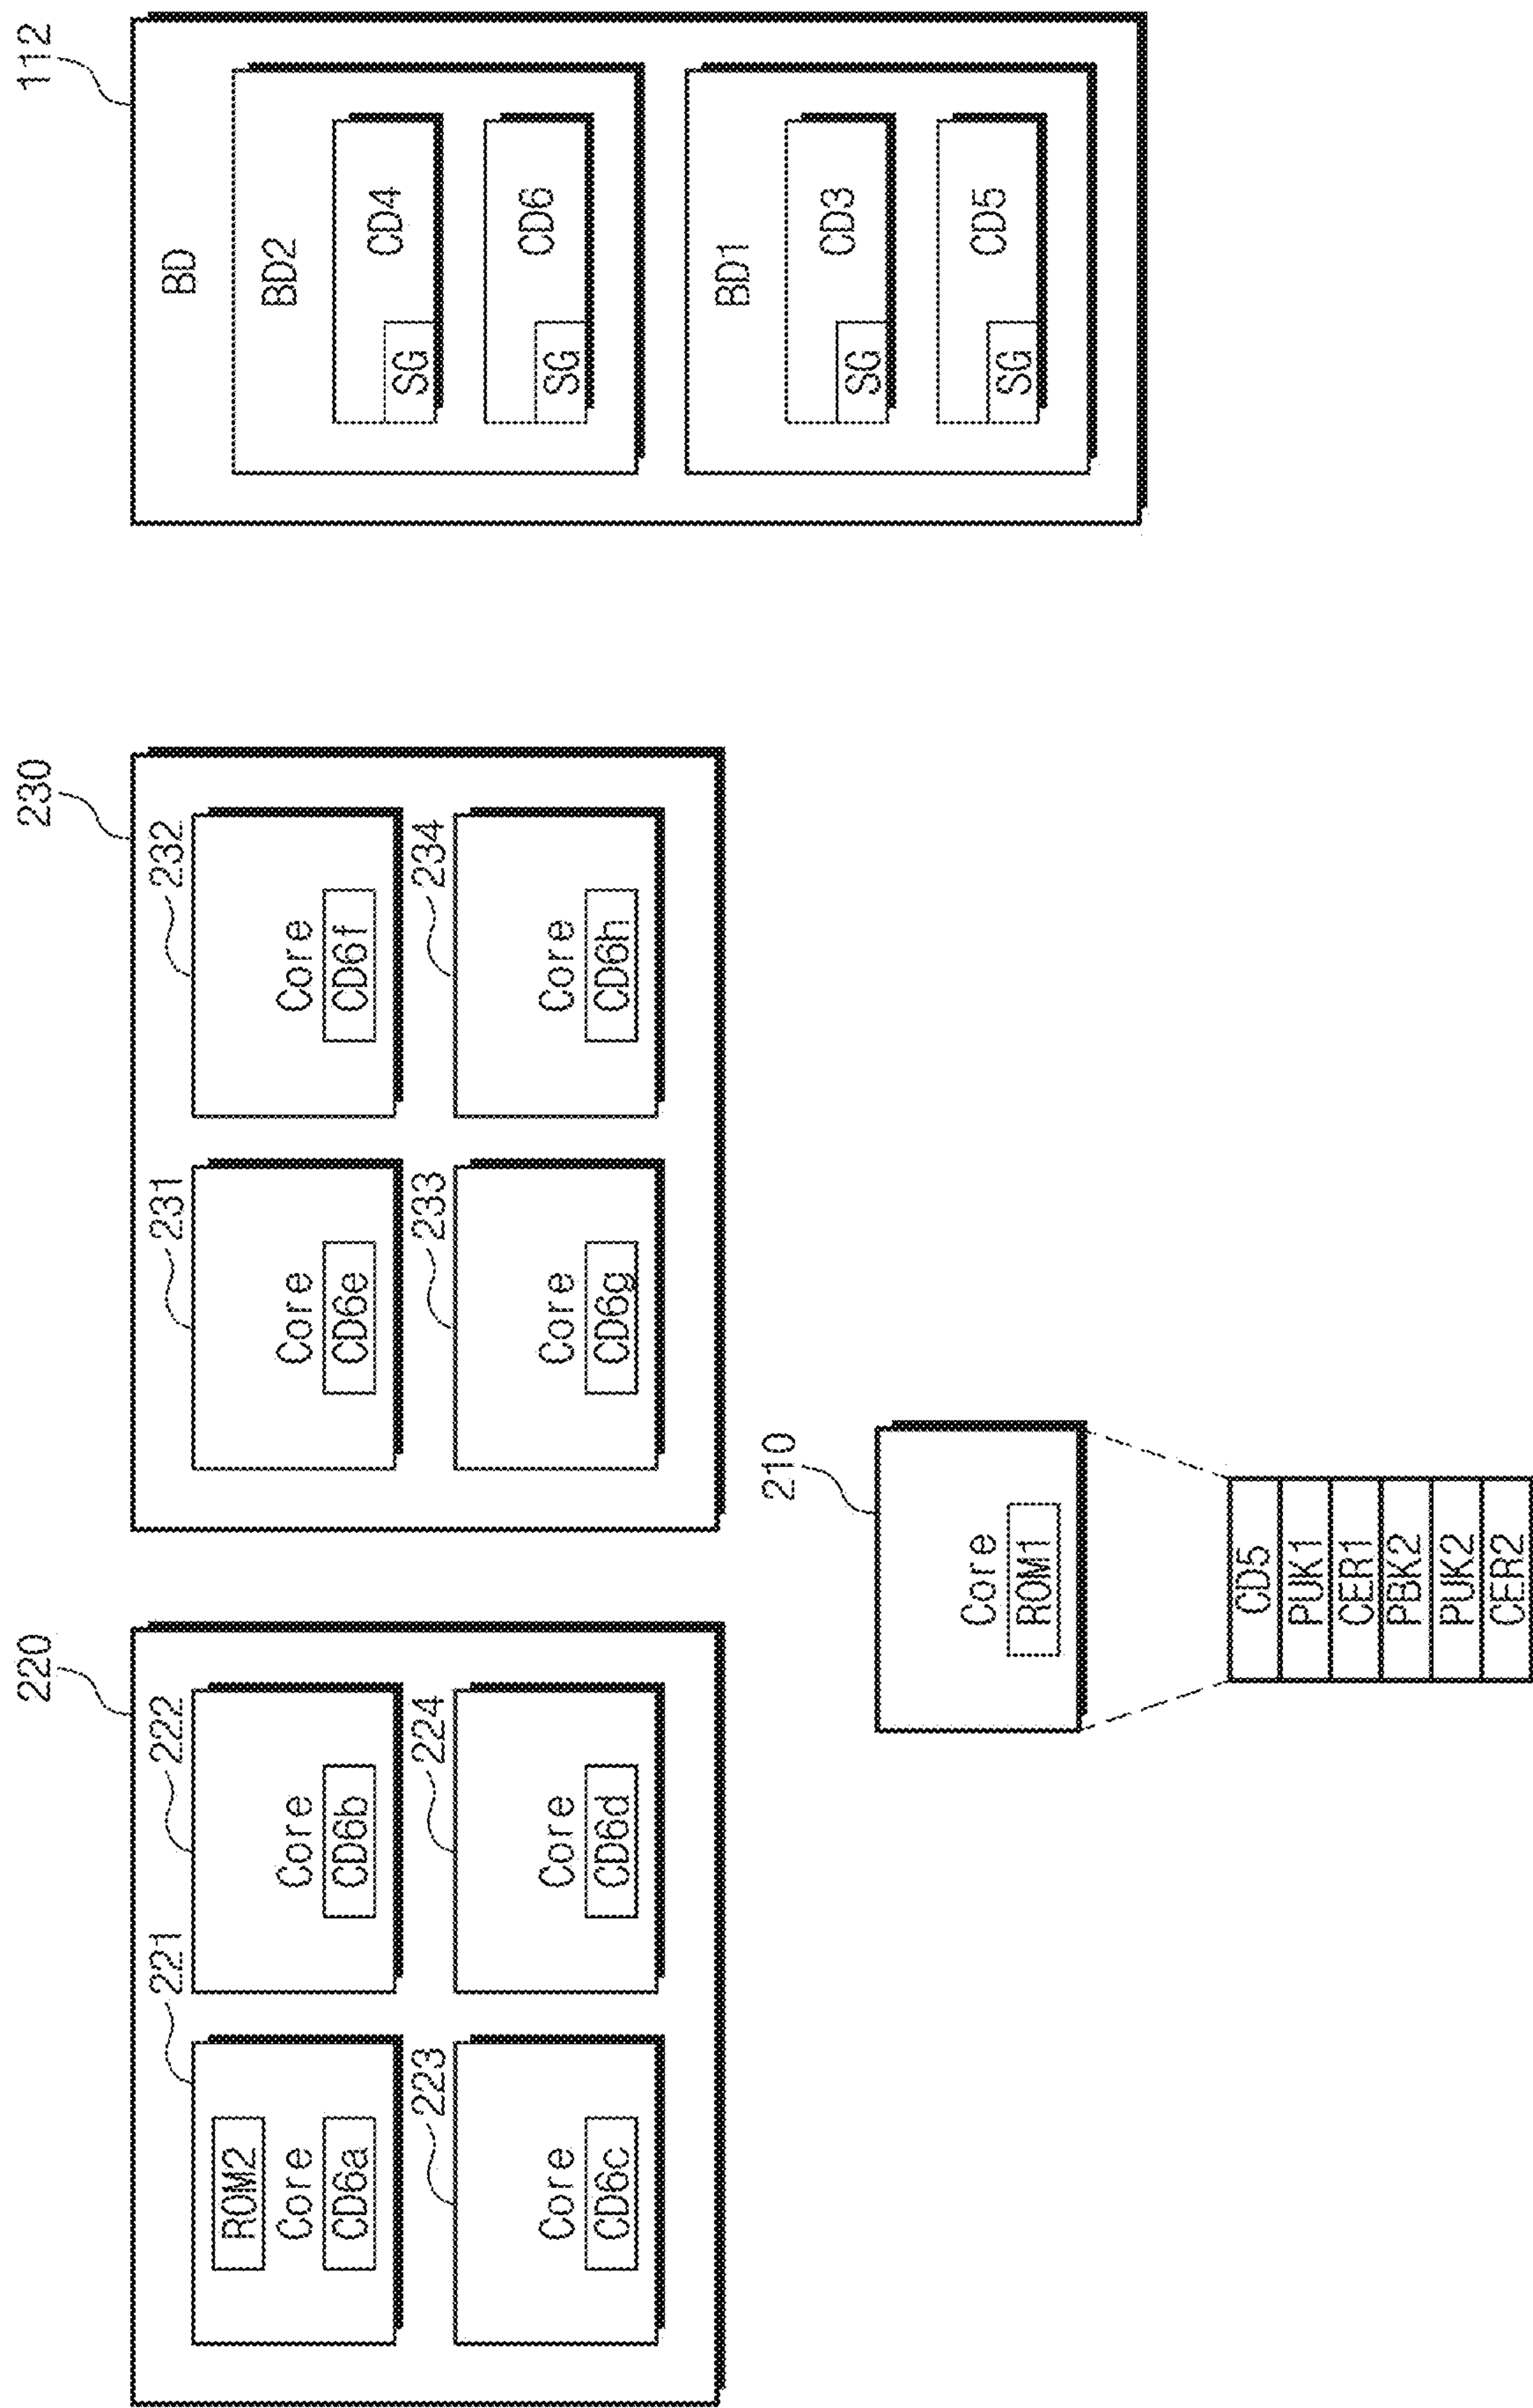 220
221
222
ROM2
Core
CD6a
Core
CD6b
223
224
Core
CD6c
Core
CD6d
230
231
232
Core
CD6e
Core
CD6f
233
234
Core
CD6g
Core
CD6h
210
Core
ROM1
CD5
PUK1
CER1
PBK2
PUK2
CER2
112
BD
BD2
SG
CD4
SG
CD6
BD1
SG
CD3
SG
CD5